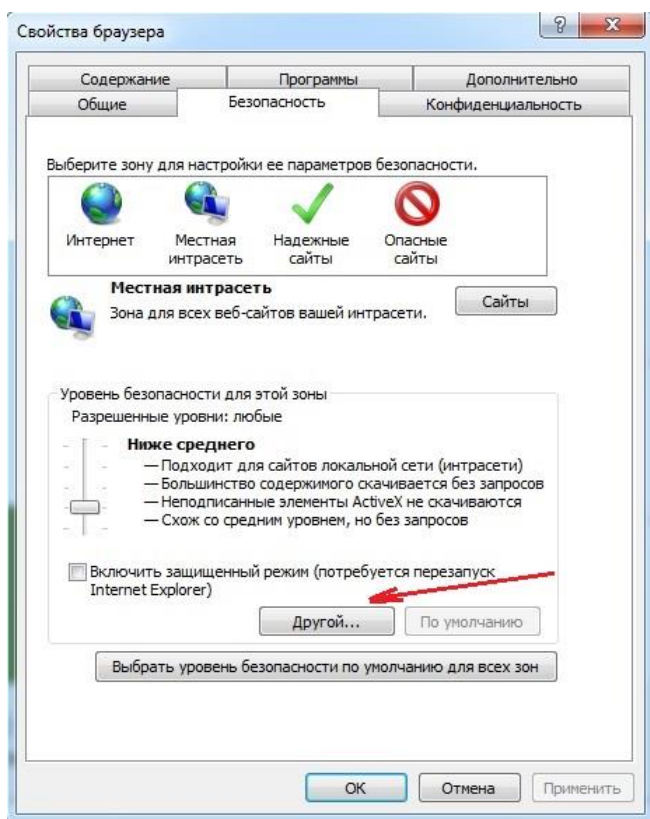 Свойства браузера
Содержание Программы Дополнительно
Общие Безопасность Конфиденциальность
Выберите зону для настройки ее параметров безопасности.
Интернет Местная интрасеть Надежные сайты Опасные сайты
Местная интрасеть
Зона для всех веб-сайтов вашей интрасети.
Сайты
Уровень безопасности для этой зоны
Разрешенные уровни: любые
Ниже среднего
— Подходит для сайтов локальной сети (интрасети)
— Большинство содержимого скачивается без запросов
— Неподписанные элементы ActiveX не скачиваются
— Схож со средним уровнем, но без запросов
Включить защищенный режим (потребуется перезапуск
Internet Explorer)
Другой... По умолчанию
Выбрать уровень безопасности по умолчанию для всех зон
ОК Отмена Применить